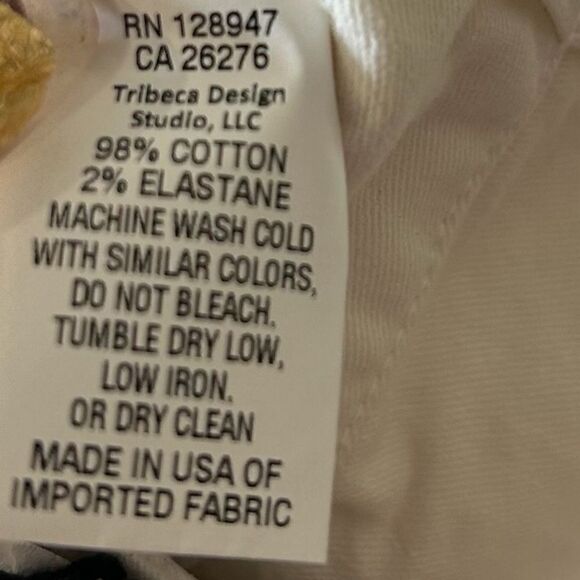 RN 128947
CA 26276
Tribeca Design
Studio, LLC
98% COTTON
2% ELASTANE
MACHINE WASH COLD
WITH SIMILAR COLORS,
DO NOT BLEACH.
TUMBLE DRY LOW,
LOW IRON.
OR DRY CLEAN
MADE IN USA OF
IMPORTED FABRIC